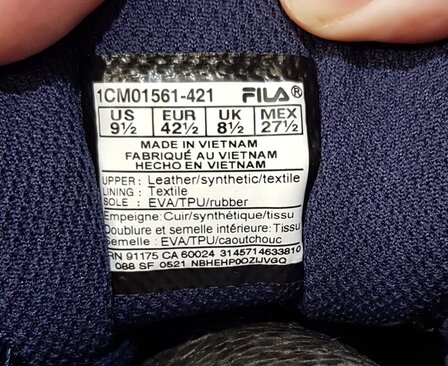 1CM01561-421 FILA®
US EUR UK MEX
9½ 42½ 8½ 27½
MADE IN VIETNAM
FABRIQUÉ AU VIETNAM
HECHO EN VIETNAM
UPPER : Leather/synthetic/textile
LINING : Textile
SOLE : EVA/TPU/rubber
Empeigne: Cuir/synthétique/tissu
Doublure et semelle intérieure: Tissu
Semelle : EVA/TPU/caoutchouc
RN 91175 CA 60024 3145714633810
088 SF 0521 NBHEHP0OZIJVGQ